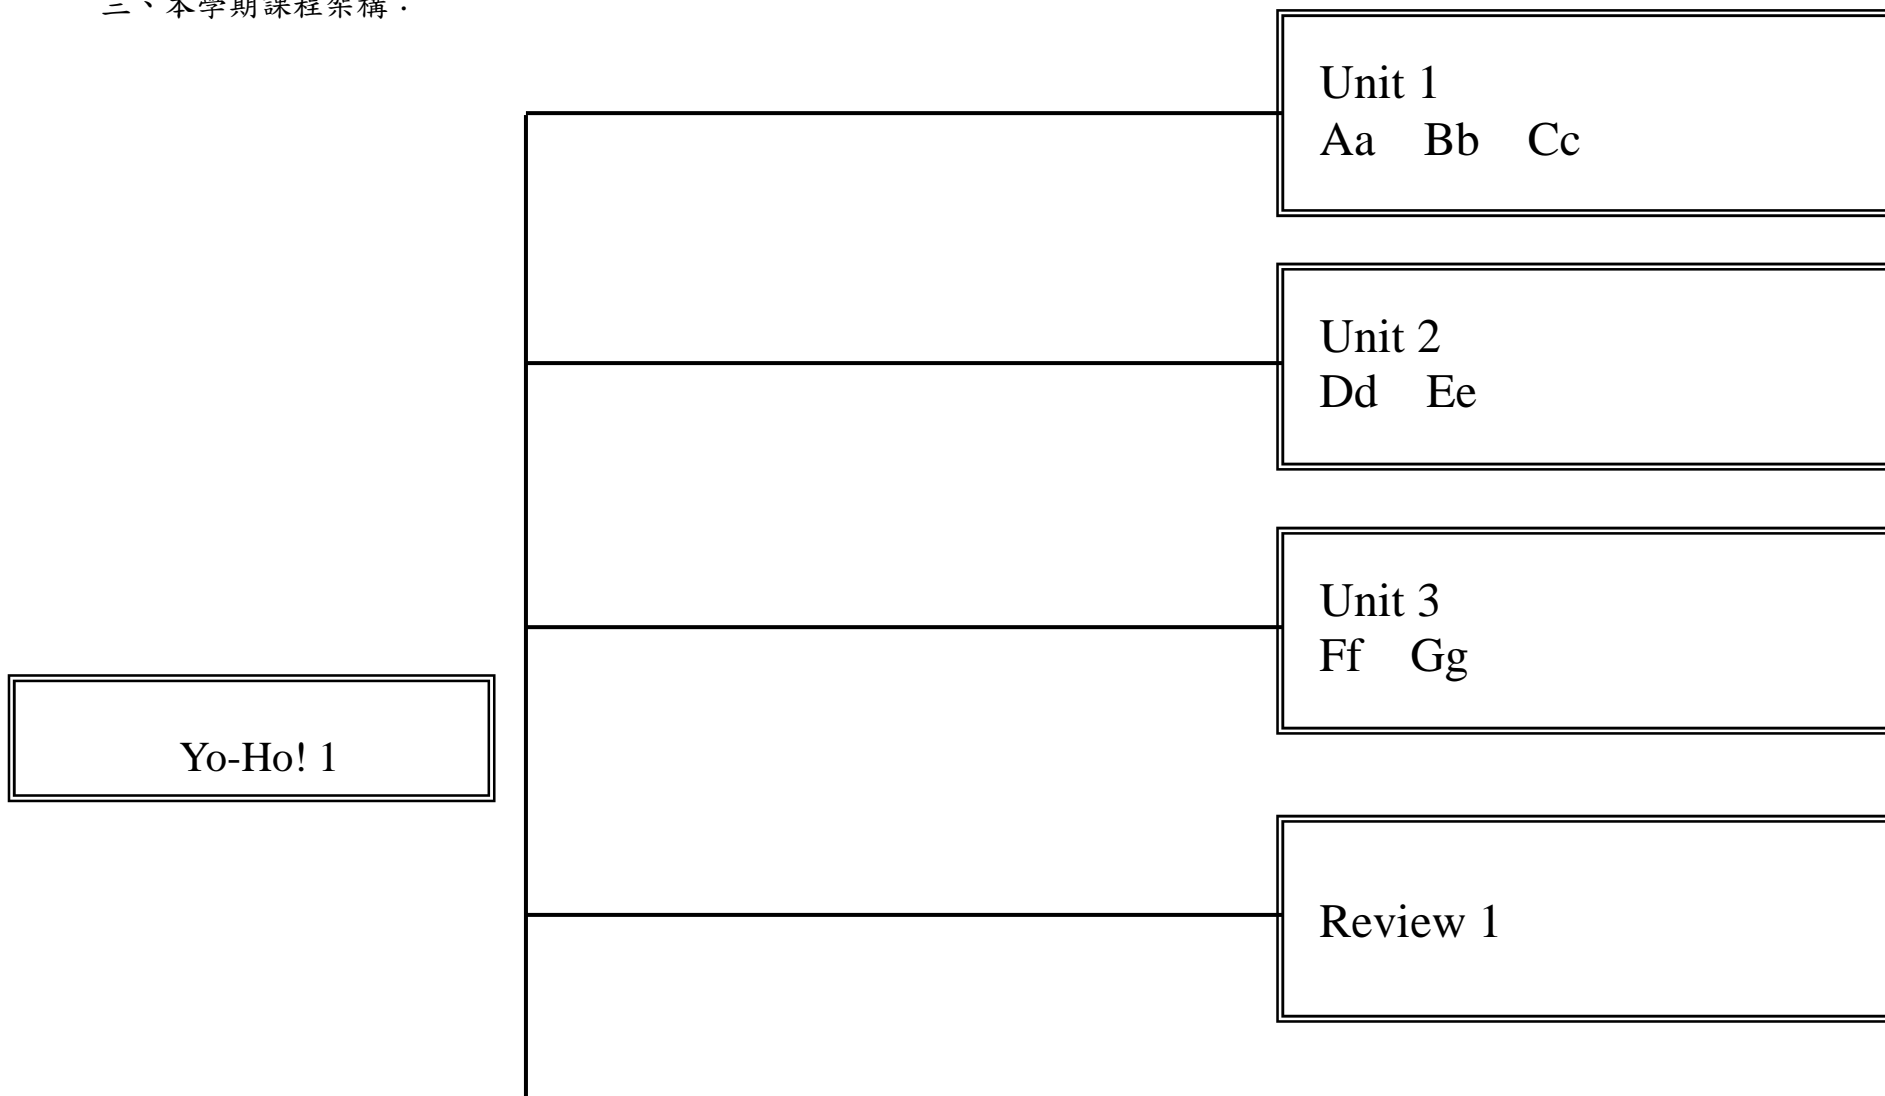 三、本學期課程架構：
Unit 1
Aa Bb Cc
Unit 2
Dd Ee
Unit 3
Ff Gg
Yo-Ho! 1
Review 1